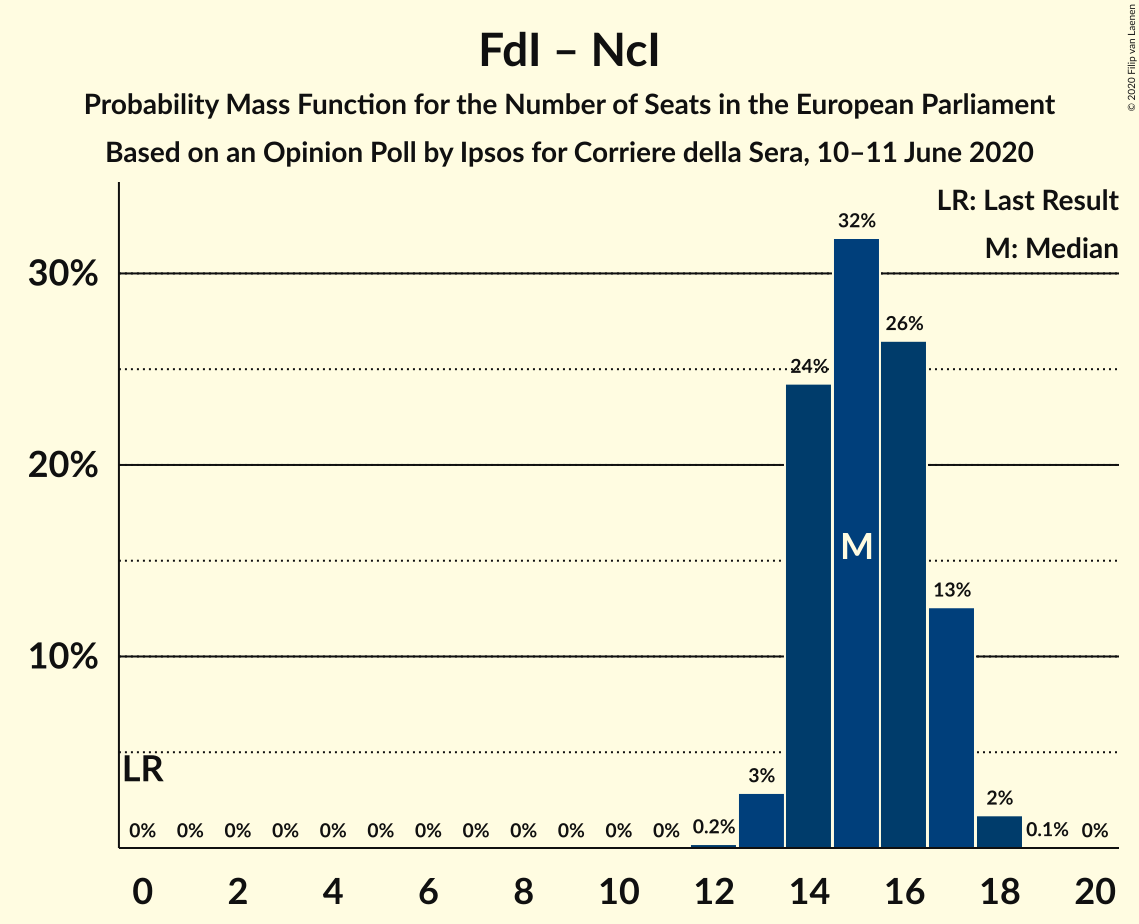 FdI – NcI
Probability Mass Function for the Number of Seats in the European Parliament
Based on an Opinion Poll by Ipsos for Corriere della Sera, 10–11 June 2020
© 2020 Filip van Laenen
LR: Last Result
M: Median
30%
20%
10%
LR
M
0% 0% 0% 0% 0% 0% 0% 0% 0% 0% 0% 0% 0.2% 3% 24% 32% 26% 13% 2% 0.1% 0%
0 2 4 6 8 10 12 14 16 18 20